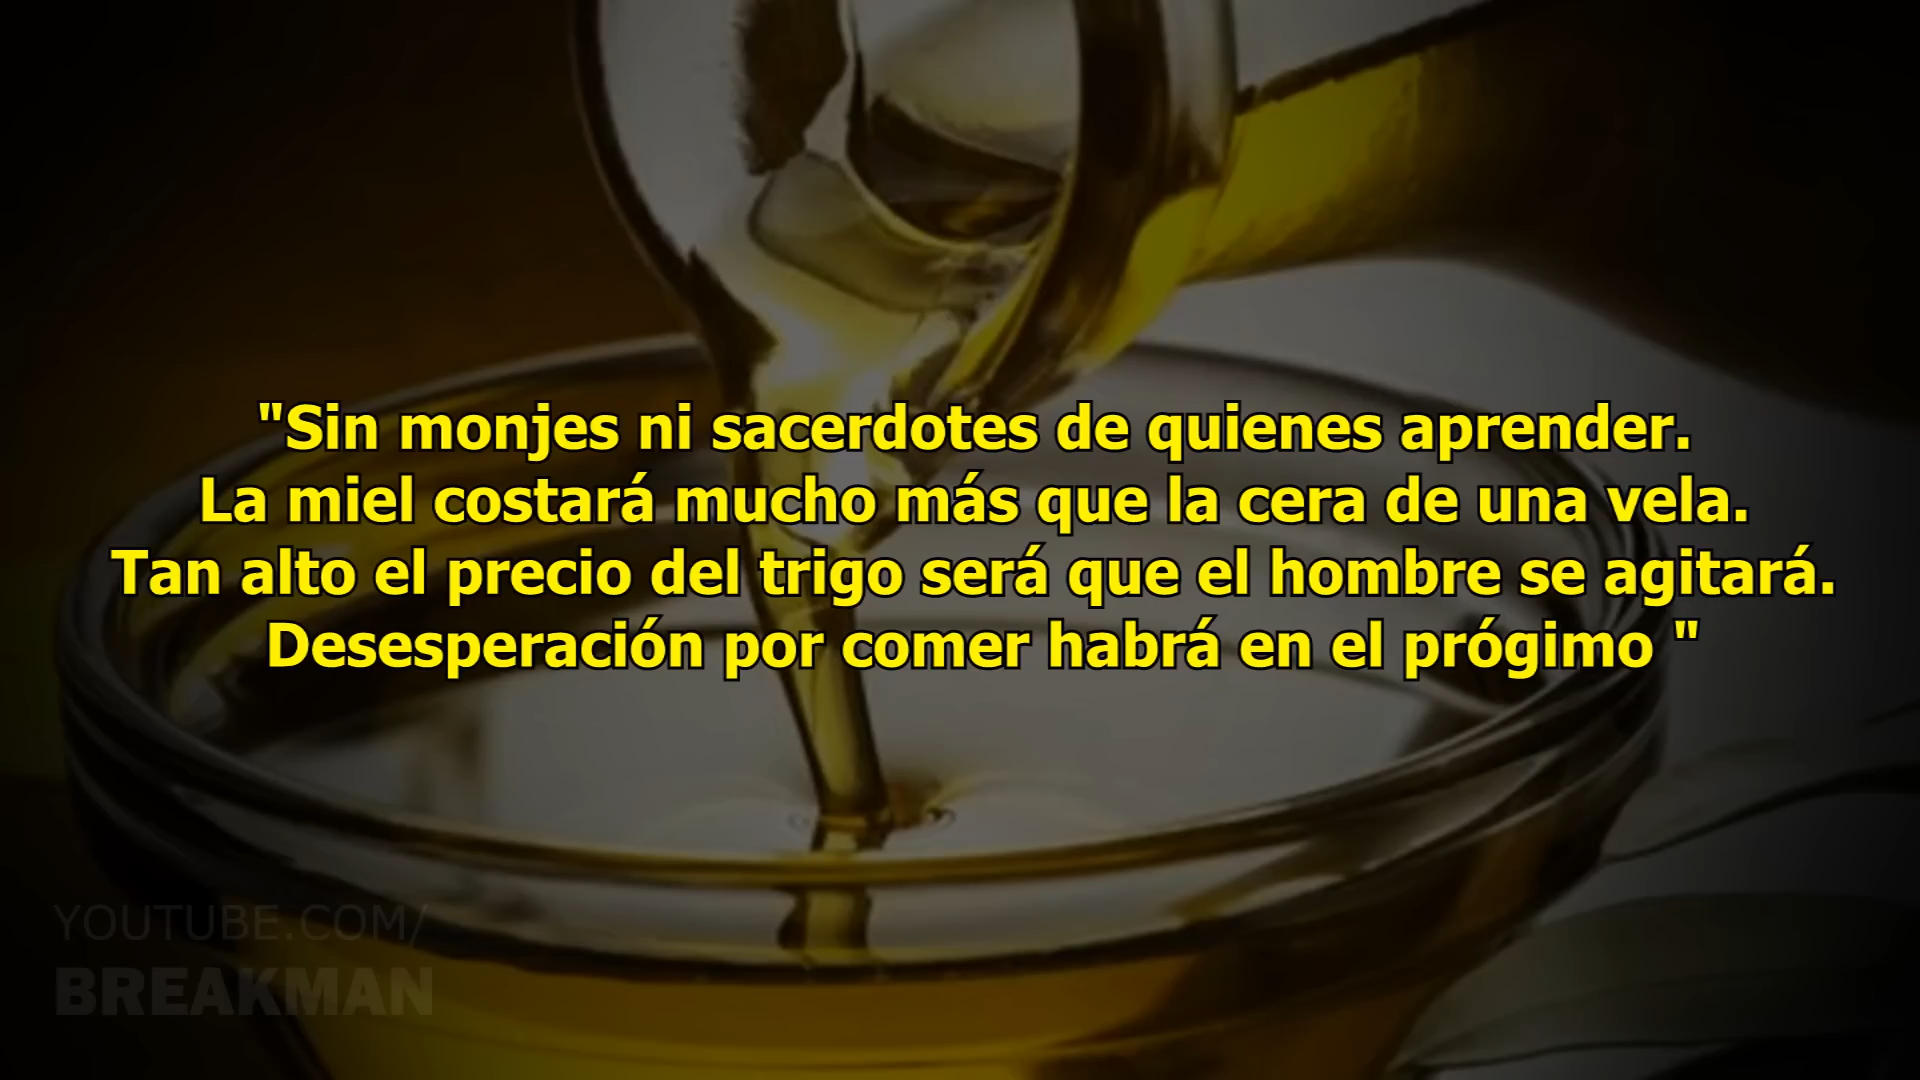 "Sin monjes ni sacerdotes de quienes aprender.
La miel costará mucho más que la cera de una vela.
Tan alto el precio del trigo será que el hombre se agitará.
Desesperación por comer habrá en el prógimo "
YOUTUBE.COM/
BREAKMAN